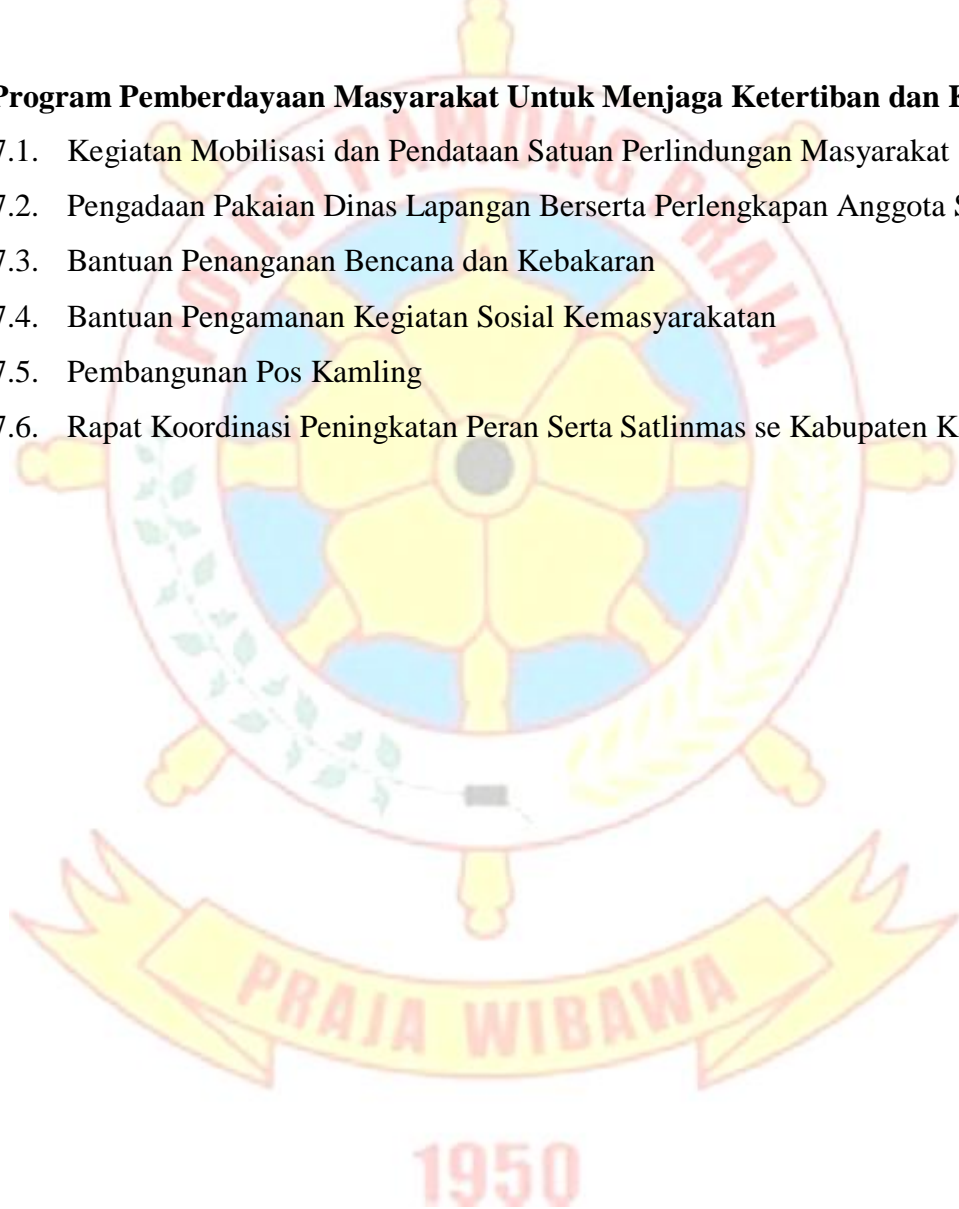 Program Pemberdayaan Masyarakat Untuk Menjaga Ketertiban dan
7.1. Kegiatan Mobilisasi dan Pendataan Satuan Perlindungan Masyarakat
7.2. Pengadaan Pakaian Dinas Lapangan Berserta Perlengkapan Anggota
7.3. Bantuan Penanganan Bencana dan Kebakaran
7.4. Bantuan Pengamanan Kegiatan Sosial Kemasyarakatan
7.5. Pembangunan Pos Kamling
7.6. Rapat Koordinasi Peningkatan Peran Serta Satlinmas se Kabupaten
POLISI PAMONG PRAJA
PRAJA WIBAWA
1950